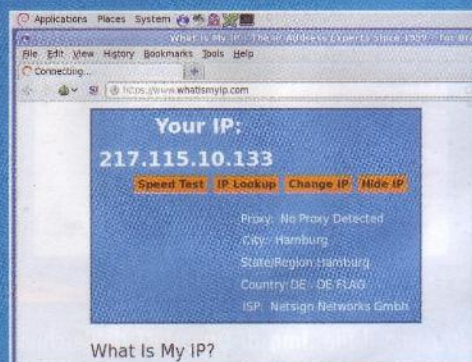 Applications Places System
What Is My IP - The IP Address Experts Since 1999 - Tor Br
File Edit View History Bookmarks Tools Help
Connecting...
https://www.whatismyip.com
Your IP:
217.115.10.133
Speed Test IP Lookup Change IP Hide IP
Proxy: No Proxy Detected
City: Hamburg
State/Region: Hamburg
Country: DE - DE FLAG
ISP: Netsign Networks Gmbh
What Is My IP?